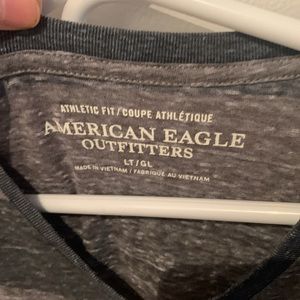 ATHLETIC FIT / COUPE ATHLÉTIQUE
AMERICAN EAGLE
OUTFITTERS
LT/GL
MADE IN VIETNAM / FABRIQUÉ AU VIETNAM